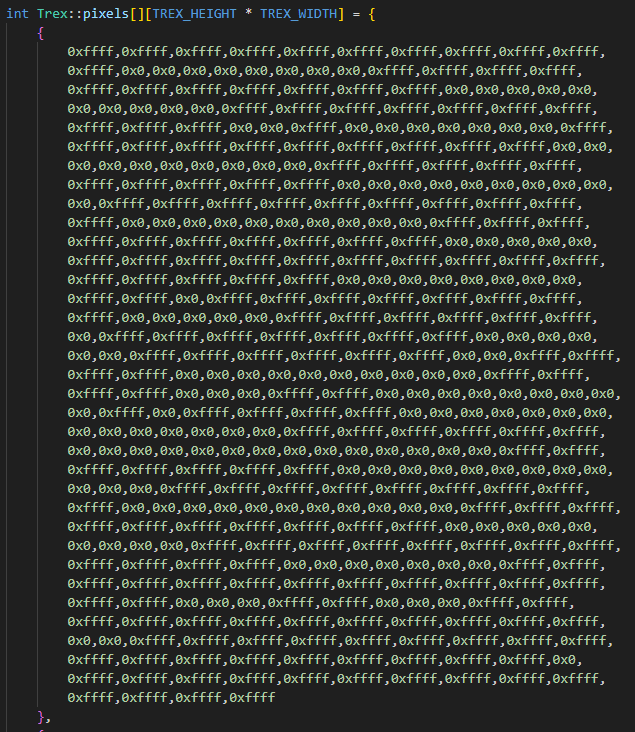 int Trex::pixels[][TREX_HEIGHT * TREX_WIDTH] = {
{
0xffff,0xffff,0xffff,0xffff,0xffff,0xffff,0xffff,0xffff,0xffff,0xffff,
0xffff,0x0,0x0,0x0,0x0,0x0,0x0,0x0,0x0,0xffff,0xffff,0xffff,0xffff,
0xffff,0xffff,0xffff,0xffff,0xffff,0xffff,0xffff,0x0,0x0,0x0,0x0,0x0,
0x0,0x0,0x0,0x0,0x0,0xffff,0xffff,0xffff,0xffff,0xffff,0xffff,0xffff,
0xffff,0xffff,0xffff,0x0,0x0,0xffff,0x0,0x0,0x0,0x0,0x0,0x0,0x0,0xffff,
0xffff,0xffff,0xffff,0xffff,0xffff,0xffff,0xffff,0xffff,0xffff,0x0,0x0,
0x0,0x0,0x0,0x0,0x0,0x0,0x0,0x0,0xffff,0xffff,0xffff,0xffff,0xffff,
0xffff,0xffff,0xffff,0xffff,0xffff,0x0,0x0,0x0,0x0,0x0,0x0,0x0,0x0,0x0,
0x0,0xffff,0xffff,0xffff,0xffff,0xffff,0xffff,0xffff,0xffff,0xffff,
0xffff,0x0,0x0,0x0,0x0,0x0,0x0,0x0,0x0,0x0,0x0,0xffff,0xffff,0xffff,
0xffff,0xffff,0xffff,0xffff,0xffff,0xffff,0xffff,0x0,0x0,0x0,0x0,0x0,
0xffff,0xffff,0xffff,0xffff,0xffff,0xffff,0xffff,0xffff,0xffff,0xffff,
0xffff,0xffff,0xffff,0xffff,0xffff,0x0,0x0,0x0,0x0,0x0,0x0,0x0,0x0,
0xffff,0xffff,0x0,0xffff,0xffff,0xffff,0xffff,0xffff,0xffff,0xffff,
0xffff,0x0,0x0,0x0,0x0,0x0,0xffff,0xffff,0xffff,0xffff,0xffff,0xffff,
0x0,0xffff,0xffff,0xffff,0xffff,0xffff,0xffff,0xffff,0x0,0x0,0x0,0x0,
0x0,0x0,0xffff,0xffff,0xffff,0xffff,0xffff,0xffff,0x0,0x0,0xffff,0xffff,
0xffff,0xffff,0x0,0x0,0x0,0x0,0x0,0x0,0x0,0x0,0x0,0x0,0xffff,0xffff,
0xffff,0xffff,0x0,0x0,0x0,0xffff,0xffff,0x0,0x0,0x0,0x0,0x0,0x0,0x0,0x0,
0x0,0xffff,0x0,0xffff,0xffff,0xffff,0xffff,0x0,0x0,0x0,0x0,0x0,0x0,0x0,
0x0,0x0,0x0,0x0,0x0,0x0,0x0,0xffff,0xffff,0xffff,0xffff,0xffff,0xffff,
0x0,0x0,0x0,0x0,0x0,0x0,0x0,0x0,0x0,0x0,0x0,0x0,0x0,0x0,0xffff,0xffff,
0xffff,0xffff,0xffff,0xffff,0xffff,0x0,0x0,0x0,0x0,0x0,0x0,0x0,0x0,0x0,
0x0,0x0,0x0,0xffff,0xffff,0xffff,0xffff,0xffff,0xffff,0xffff,0xffff,
0xffff,0x0,0x0,0x0,0x0,0x0,0x0,0x0,0x0,0x0,0x0,0x0,0xffff,0xffff,0xffff,
0xffff,0xffff,0xffff,0xffff,0xffff,0xffff,0xffff,0x0,0x0,0x0,0x0,0x0,
0x0,0x0,0x0,0x0,0xffff,0xffff,0xffff,0xffff,0xffff,0xffff,0xffff,0xffff,
0xffff,0xffff,0xffff,0xffff,0x0,0x0,0x0,0x0,0x0,0x0,0x0,0xffff,0xffff,
0xffff,0xffff,0xffff,0xffff,0xffff,0xffff,0xffff,0xffff,0xffff,0xffff,
0xffff,0xffff,0x0,0x0,0x0,0xffff,0xffff,0x0,0x0,0x0,0xffff,0xffff,
0xffff,0xffff,0xffff,0xffff,0xffff,0xffff,0xffff,0xffff,0xffff,0xffff,
0x0,0x0,0xffff,0xffff,0xffff,0xffff,0xffff,0xffff,0xffff,0xffff,0xffff,
0xffff,0xffff,0xffff,0xffff,0xffff,0xffff,0xffff,0xffff,0xffff,0x0,
0xffff,0xffff,0xffff,0xffff,0xffff,0xffff,0xffff,0xffff,0xffff,0xffff,
0xffff,0xffff,0xffff,0xffff
},